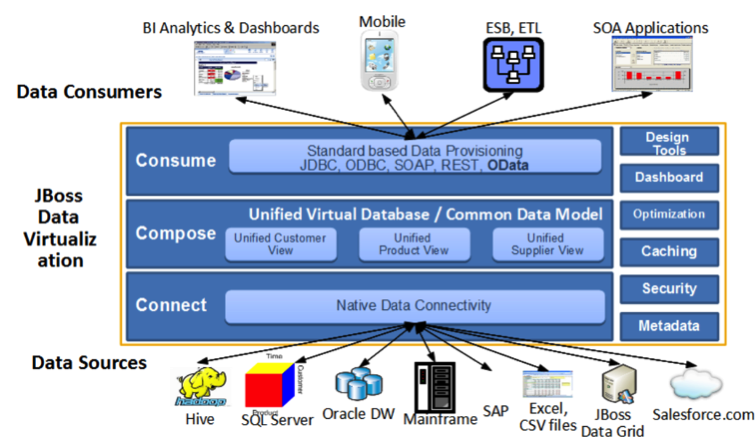 BI Analytics & Dashboards
Mobile
ESB, ETL
SOA Applications
Data Consumers
JBoss
Data
Virtualiz
ation
Consume
Standard based Data Provisioning
JDBC, ODBC, SOAP, REST, OData
Compose
Unified Virtual Database / Common Data Model
Unified Customer
View
Unified
Product View
Unified
Supplier View
Connect
Native Data Connectivity
Design
Tools
Dashboard
Optimization
Caching
Security
Metadata
Data Sources
Time
Customer
Product
hadoop
Hive
SQL Server
Oracle DW
Mainframe
SAP
Excel,
CSV files
JBoss
Data Grid
Salesforce.com